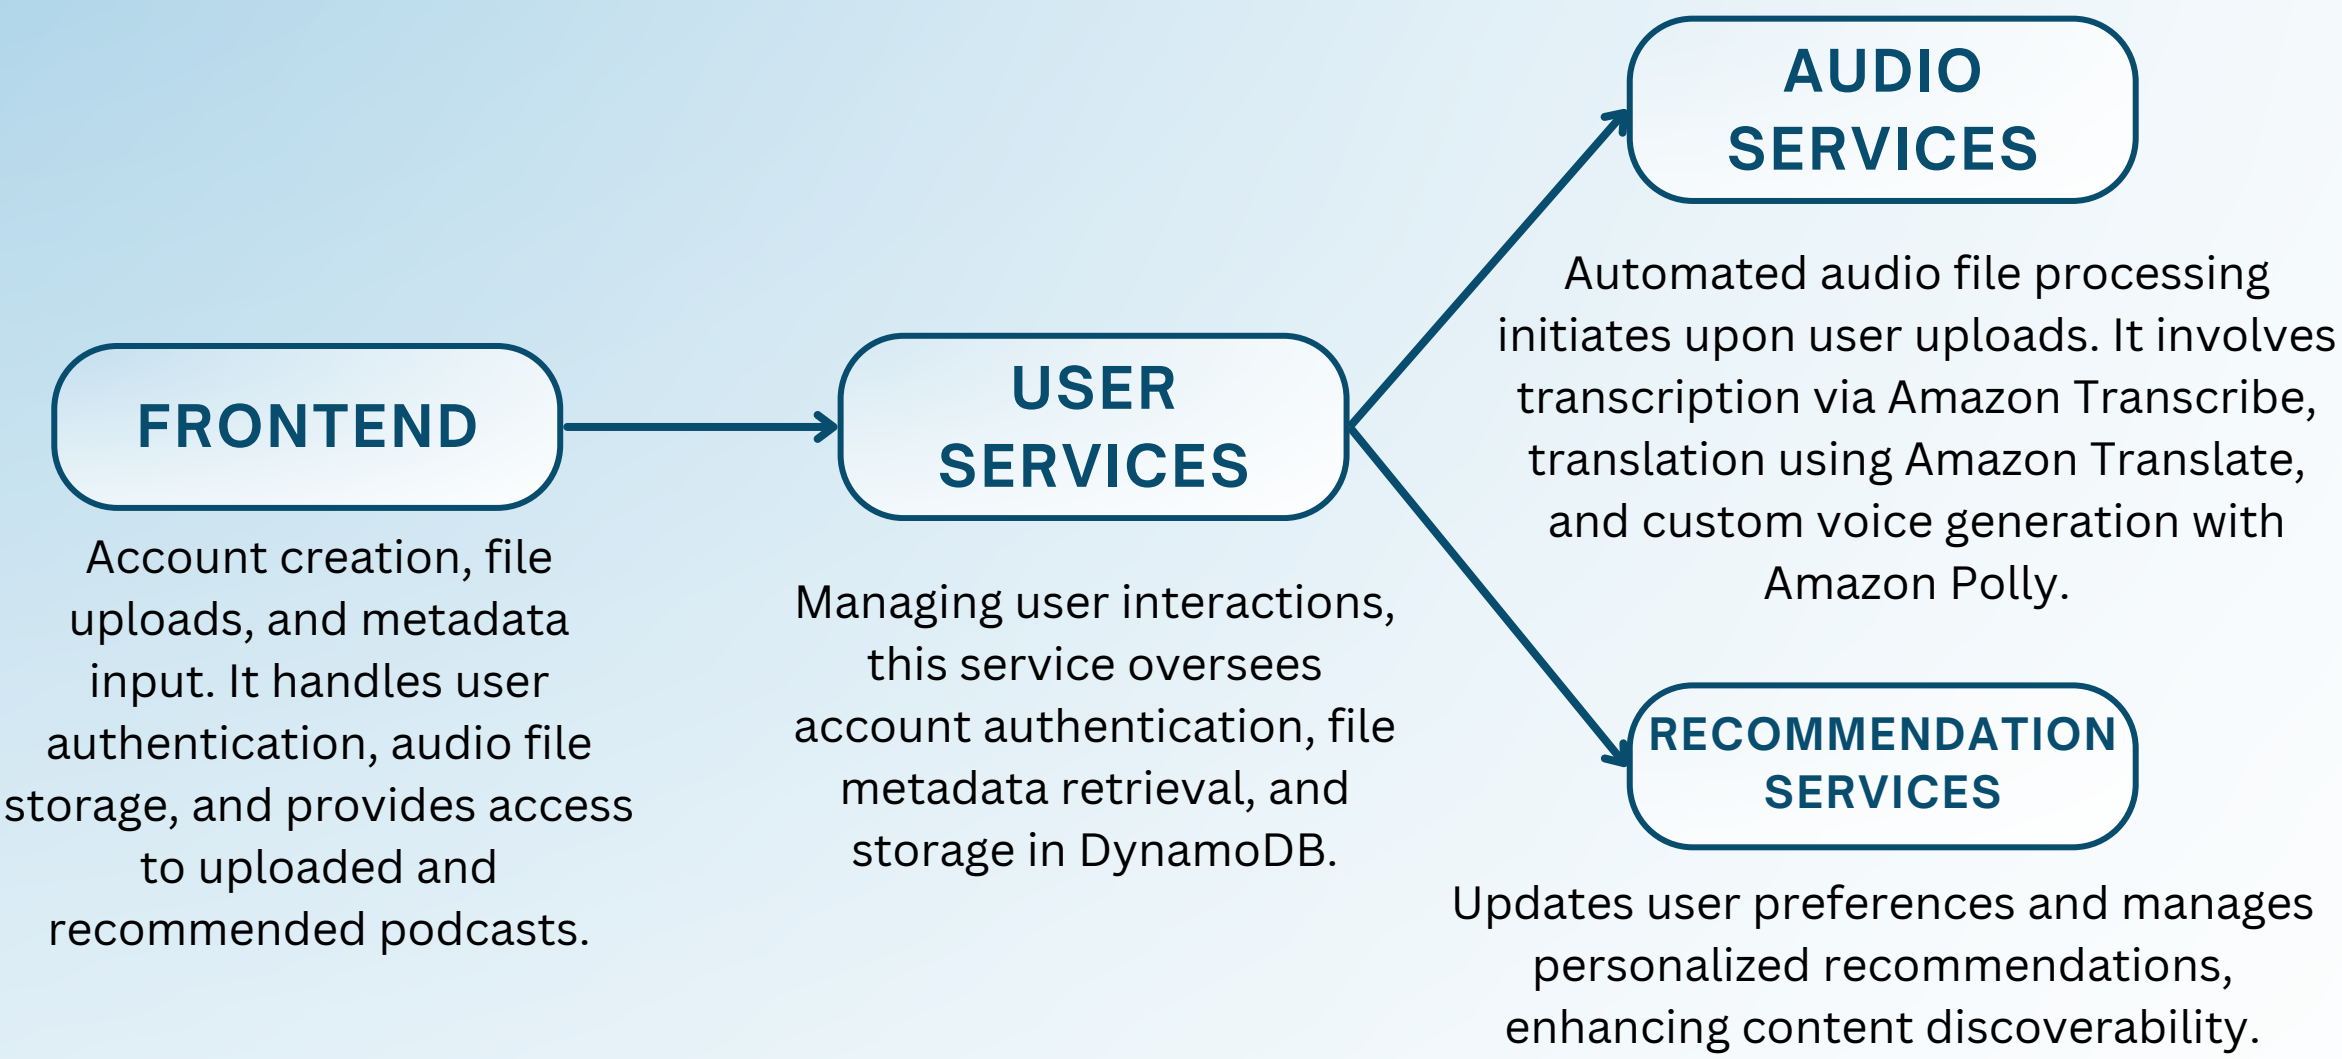 FRONTEND
Account creation, file
uploads, and metadata
input. It handles user
authentication, audio file
storage, and provides access
to uploaded and
recommended podcasts.
USER
SERVICES
Managing user interactions,
this service oversees
account authentication, file
metadata retrieval, and
storage in DynamoDB.
AUDIO
SERVICES
Automated audio file processing
initiates upon user uploads. It involves
transcription via Amazon Transcribe,
translation using Amazon Translate,
and custom voice generation with
Amazon Polly.
RECOMMENDATION
SERVICES
Updates user preferences and manages
personalized recommendations,
enhancing content discoverability.